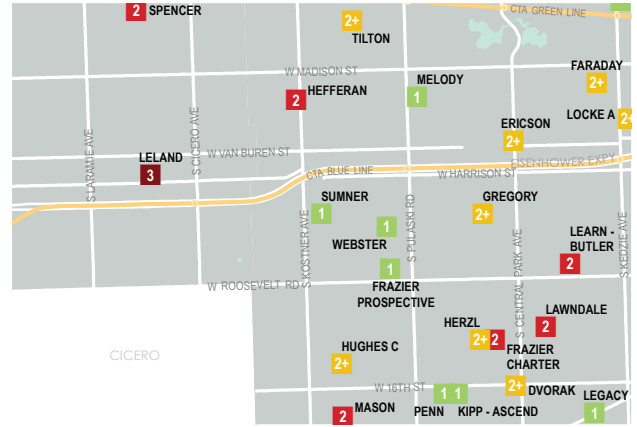 2
SPENCER
2+
TILTON
CTA GREEN LINE
W MADISON ST
2
HEFFERAN
MELODY
1
FARADAY
2+
LOCKE A
2+
ERICSON
2+
S LARAMIE AVE
S CICERO AVE
W VAN BUREN ST
LELAND
3
CTA BLUE LINE
EISENHOWER EXPY
W HARRISON ST
SUMNER
1
WEBSTER
1
GREGORY
2+
S KOSTNER AVE
S PULASKI RD
S CENTRAL PARK AVE
S KEDZIE AVE
LEARN -
BUTLER
2
1
FRAZIER
PROSPECTIVE
W ROOSEVELT RD
LAWNDALE
2
HERZL
2+
2
FRAZIER
CHARTER
CICERO
HUGHES C
2+
W 16TH ST
2+
DVORAK
1
1
PENN
KIPP - ASCEND
LEGACY
1
2
MASON